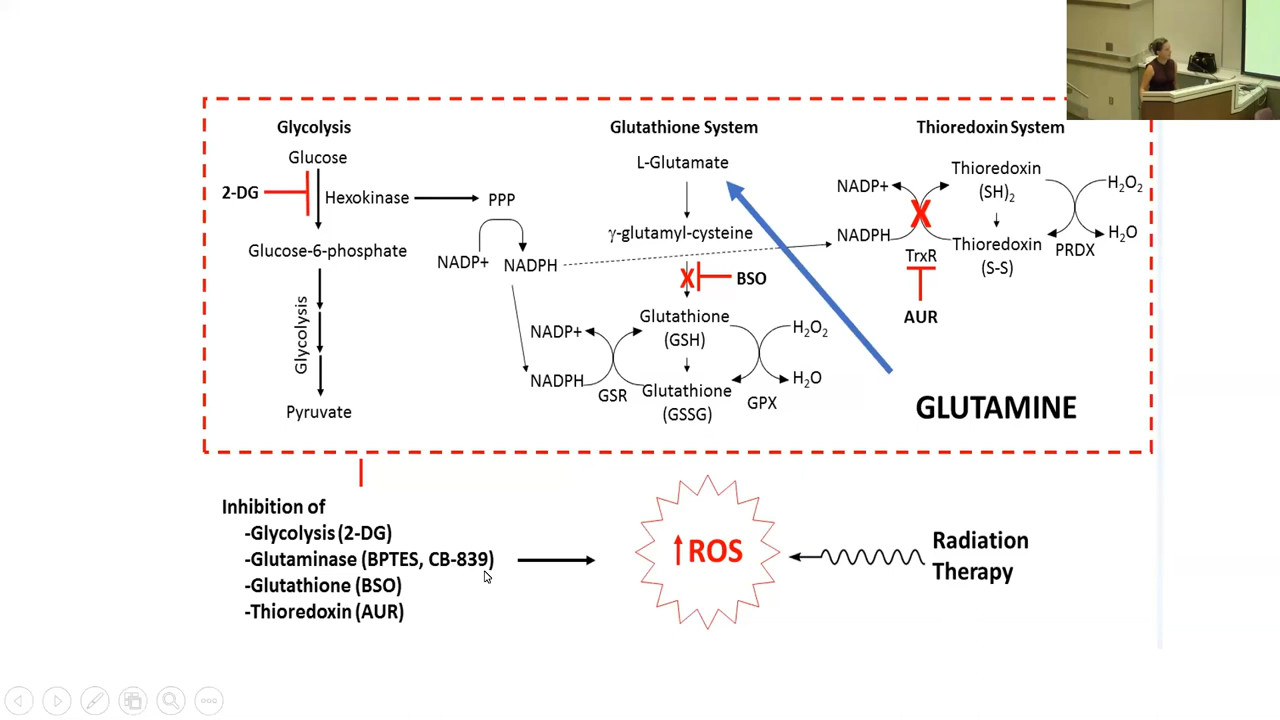 Glycolysis
Glucose
2-DG
Hexokinase
PPP
Glucose-6-phosphate
NADP+
NADPH
Glycolysis
Pyruvate
Glutathione System
L-Glutamate
γ-glutamyl-cysteine
X
BSO
Glutathione
(GSH)
H₂O₂
NADP+
NADPH
GSR
Glutathione
(GSSG)
GPX
H₂O
Thioredoxin System
NADP+
Thioredoxin
(SH)₂
H₂O₂
X
NADPH
TrxR
Thioredoxin
(S-S)
PRDX
H₂O
AUR
GLUTAMINE
Inhibition of
-Glycolysis (2-DG)
-Glutaminase (BPTES, CB-839)
-Glutathione (BSO)
-Thioredoxin (AUR)
↑ROS
Radiation
Therapy